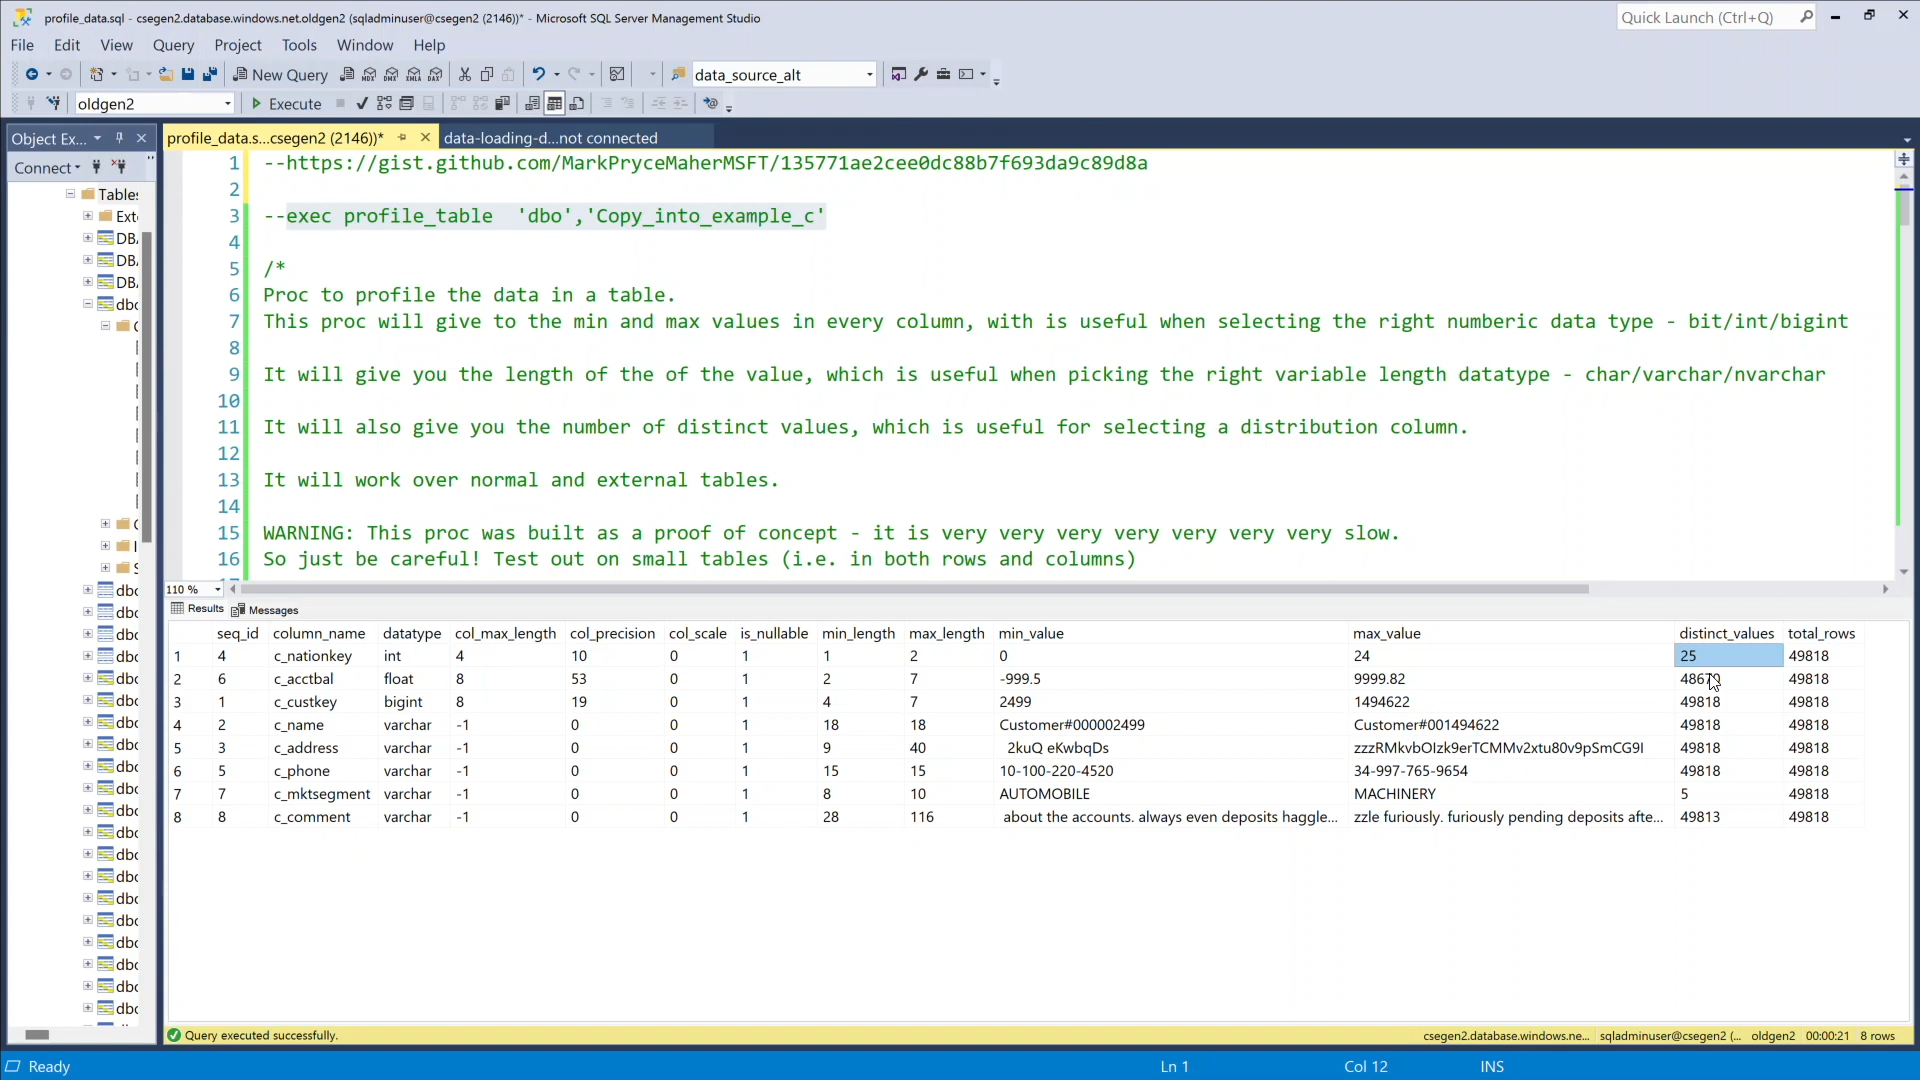 profile_data.sql - csegen2.database.windows.net.oldgen2 (sqladminuser@csegen2 (2146))* - Microsoft SQL Server Management Studio
Quick Launch (Ctrl+Q)
File Edit View Query Project Tools Window Help
New Query
MDX DMX XMLA DAX
data_source_alt
oldgen2
Execute
Object Ex...
profile_data.s...csegen2 (2146))*
data-loading-d...not connected
Connect
Tables
1 --https://gist.github.com/MarkPryceMaherMSFT/135771ae2cee0dc88b7f693da9c89d8a
2
3 --exec profile_table 'dbo','Copy_into_example_c'
4
5 /*
6 Proc to profile the data in a table.
7 This proc will give to the min and max values in every column, with is useful when selecting the right numberic data type - bit/int/bigint
8
9 It will give you the length of the of the value, which is useful when picking the right variable length datatype - char/varchar/nvarchar
10
11 It will also give you the number of distinct values, which is useful for selecting a distribution column.
12
13 It will work over normal and external tables.
14
15 WARNING: This proc was built as a proof of concept - it is very very very very very very very slow.
16 So just be careful! Test out on small tables (i.e. in both rows and columns)
110 %
Results Messages
seq_id column_name datatype col_max_length col_precision col_scale is_nullable min_length max_length min_value max_value distinct_values total_rows
1 4 c_nationkey int 4 10 0 1 1 2 0 24 25 49818
2 6 c_acctbal float 8 53 0 1 2 7 -999.5 9999.82 49818
3 1 c_custkey bigint 8 19 0 1 4 7 2499 1494622 49818 49818
4 2 c_name varchar -1 0 0 1 18 18 Customer#000002499 Customer#001494622 49818 49818
5 3 c_address varchar -1 0 0 1 9 40 2kuQ eKwbqDs zzzRMkvbOlzk9erTCMMv2xtu80v9pSmCG9I 49818 49818
6 5 c_phone varchar -1 0 0 1 15 15 10-100-220-4520 34-997-765-9654 49818 49818
7 7 c_mktsegment varchar -1 0 0 1 8 10 AUTOMOBILE MACHINERY 5 49818
8 8 c_comment varchar -1 0 0 1 28 116 about the accounts. always even deposits haggle... zzle furiously. furiously pending deposits afte... 49813 49818
Query executed successfully.
csegen2.database.windows.ne... sqladminuser@csegen2 (... oldgen2 00:00:21 8 rows
Ready
Ln 1 Col 12 INS